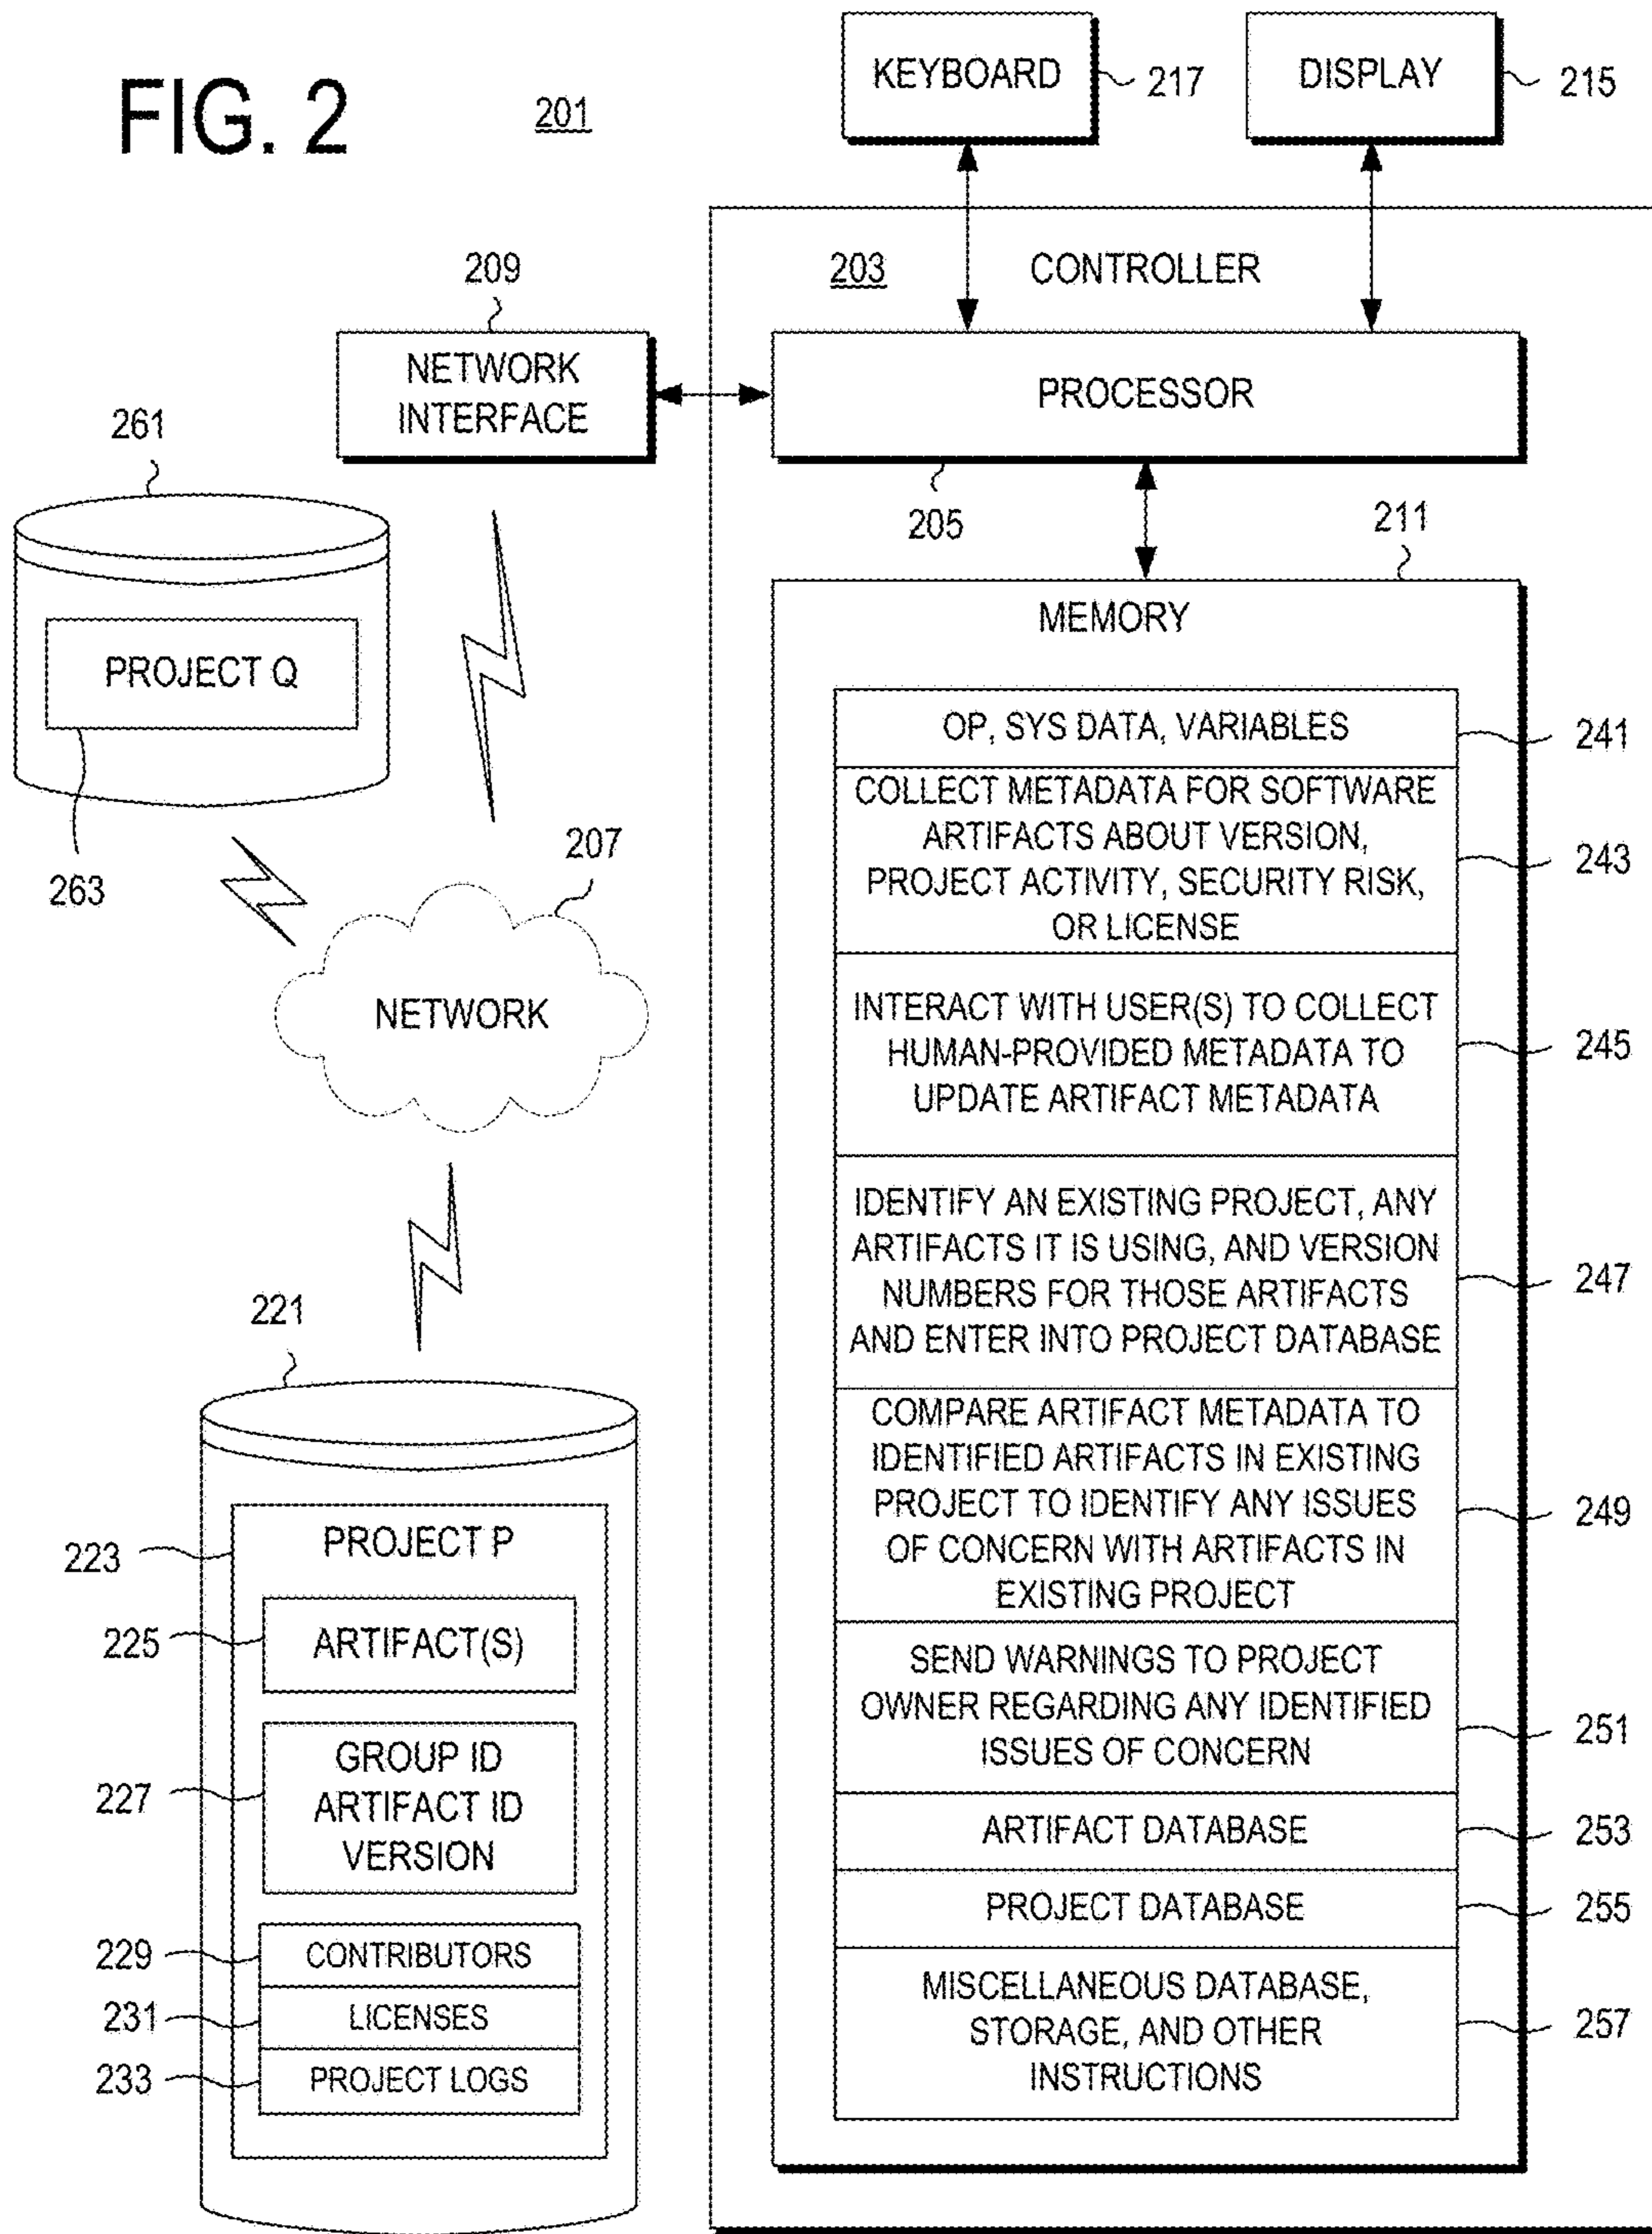 FIG. 2
201
KEYBOARD
217
DISPLAY
215
203
CONTROLLER
209
NETWORK
INTERFACE
PROCESSOR
205
261
PROJECT Q
263
207
NETWORK
211
MEMORY
OP, SYS DATA, VARIABLES
241
COLLECT METADATA FOR SOFTWARE
ARTIFACTS ABOUT VERSION,
PROJECT ACTIVITY, SECURITY RISK,
OR LICENSE
243
INTERACT WITH USER(S) TO COLLECT
HUMAN-PROVIDED METADATA TO
UPDATE ARTIFACT METADATA
245
IDENTIFY AN EXISTING PROJECT, ANY
ARTIFACTS IT IS USING, AND VERSION
NUMBERS FOR THOSE ARTIFACTS
AND ENTER INTO PROJECT DATABASE
247
COMPARE ARTIFACT METADATA TO
IDENTIFIED ARTIFACTS IN EXISTING
PROJECT TO IDENTIFY ANY ISSUES
OF CONCERN WITH ARTIFACTS IN
EXISTING PROJECT
249
SEND WARNINGS TO PROJECT
OWNER REGARDING ANY IDENTIFIED
ISSUES OF CONCERN
251
ARTIFACT DATABASE
253
PROJECT DATABASE
255
MISCELLANEOUS DATABASE,
STORAGE, AND OTHER
INSTRUCTIONS
257
221
223
PROJECT P
225
ARTIFACT(S)
227
GROUP ID
ARTIFACT ID
VERSION
229
CONTRIBUTORS
231
LICENSES
233
PROJECT LOGS